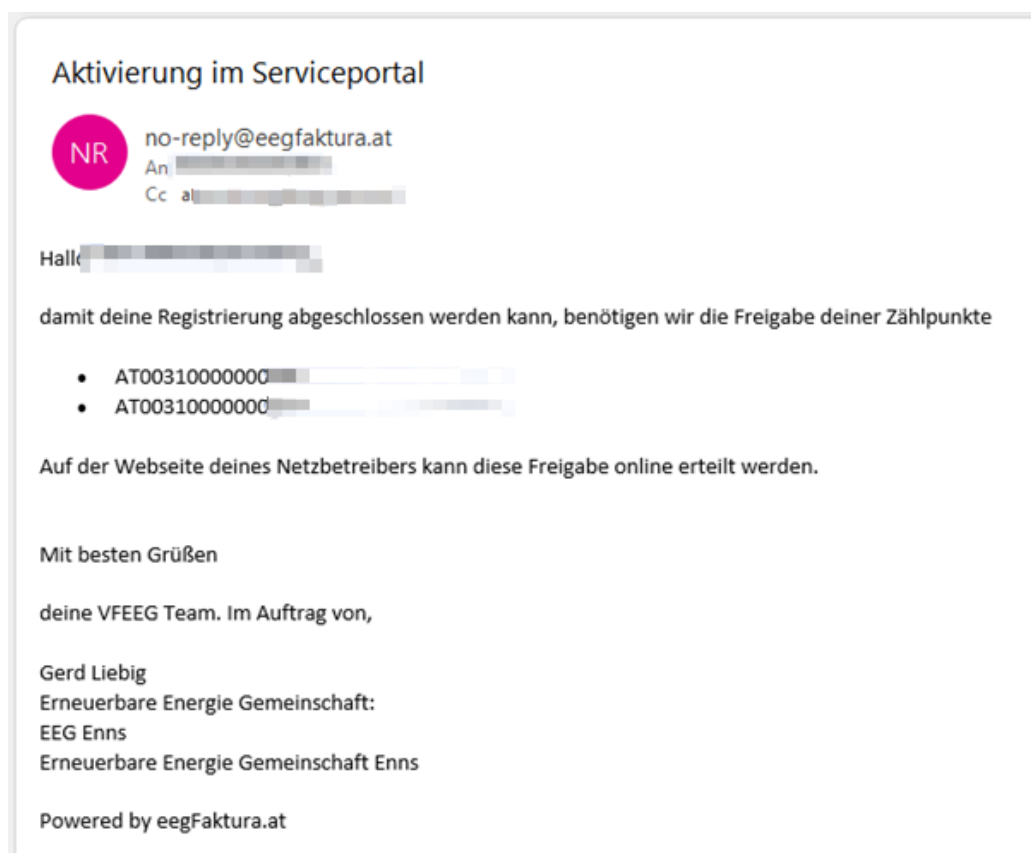 Aktivierung im Serviceportal
NR
no-reply@eegfaktura.at
An
Cc
Hallo
damit deine Registrierung abgeschlossen werden kann, benötigen wir die Freigabe deiner Zählpunkte
• AT00310000000
• AT00310000000
Auf der Webseite deines Netzbetreibers kann diese Freigabe online erteilt werden.
Mit besten Grüßen
deine VFEEG Team. Im Auftrag von,
Gerd Liebig
Erneuerbare Energie Gemeinschaft:
EEG Enns
Erneuerbare Energie Gemeinschaft Enns
Powered by eegFaktura.at